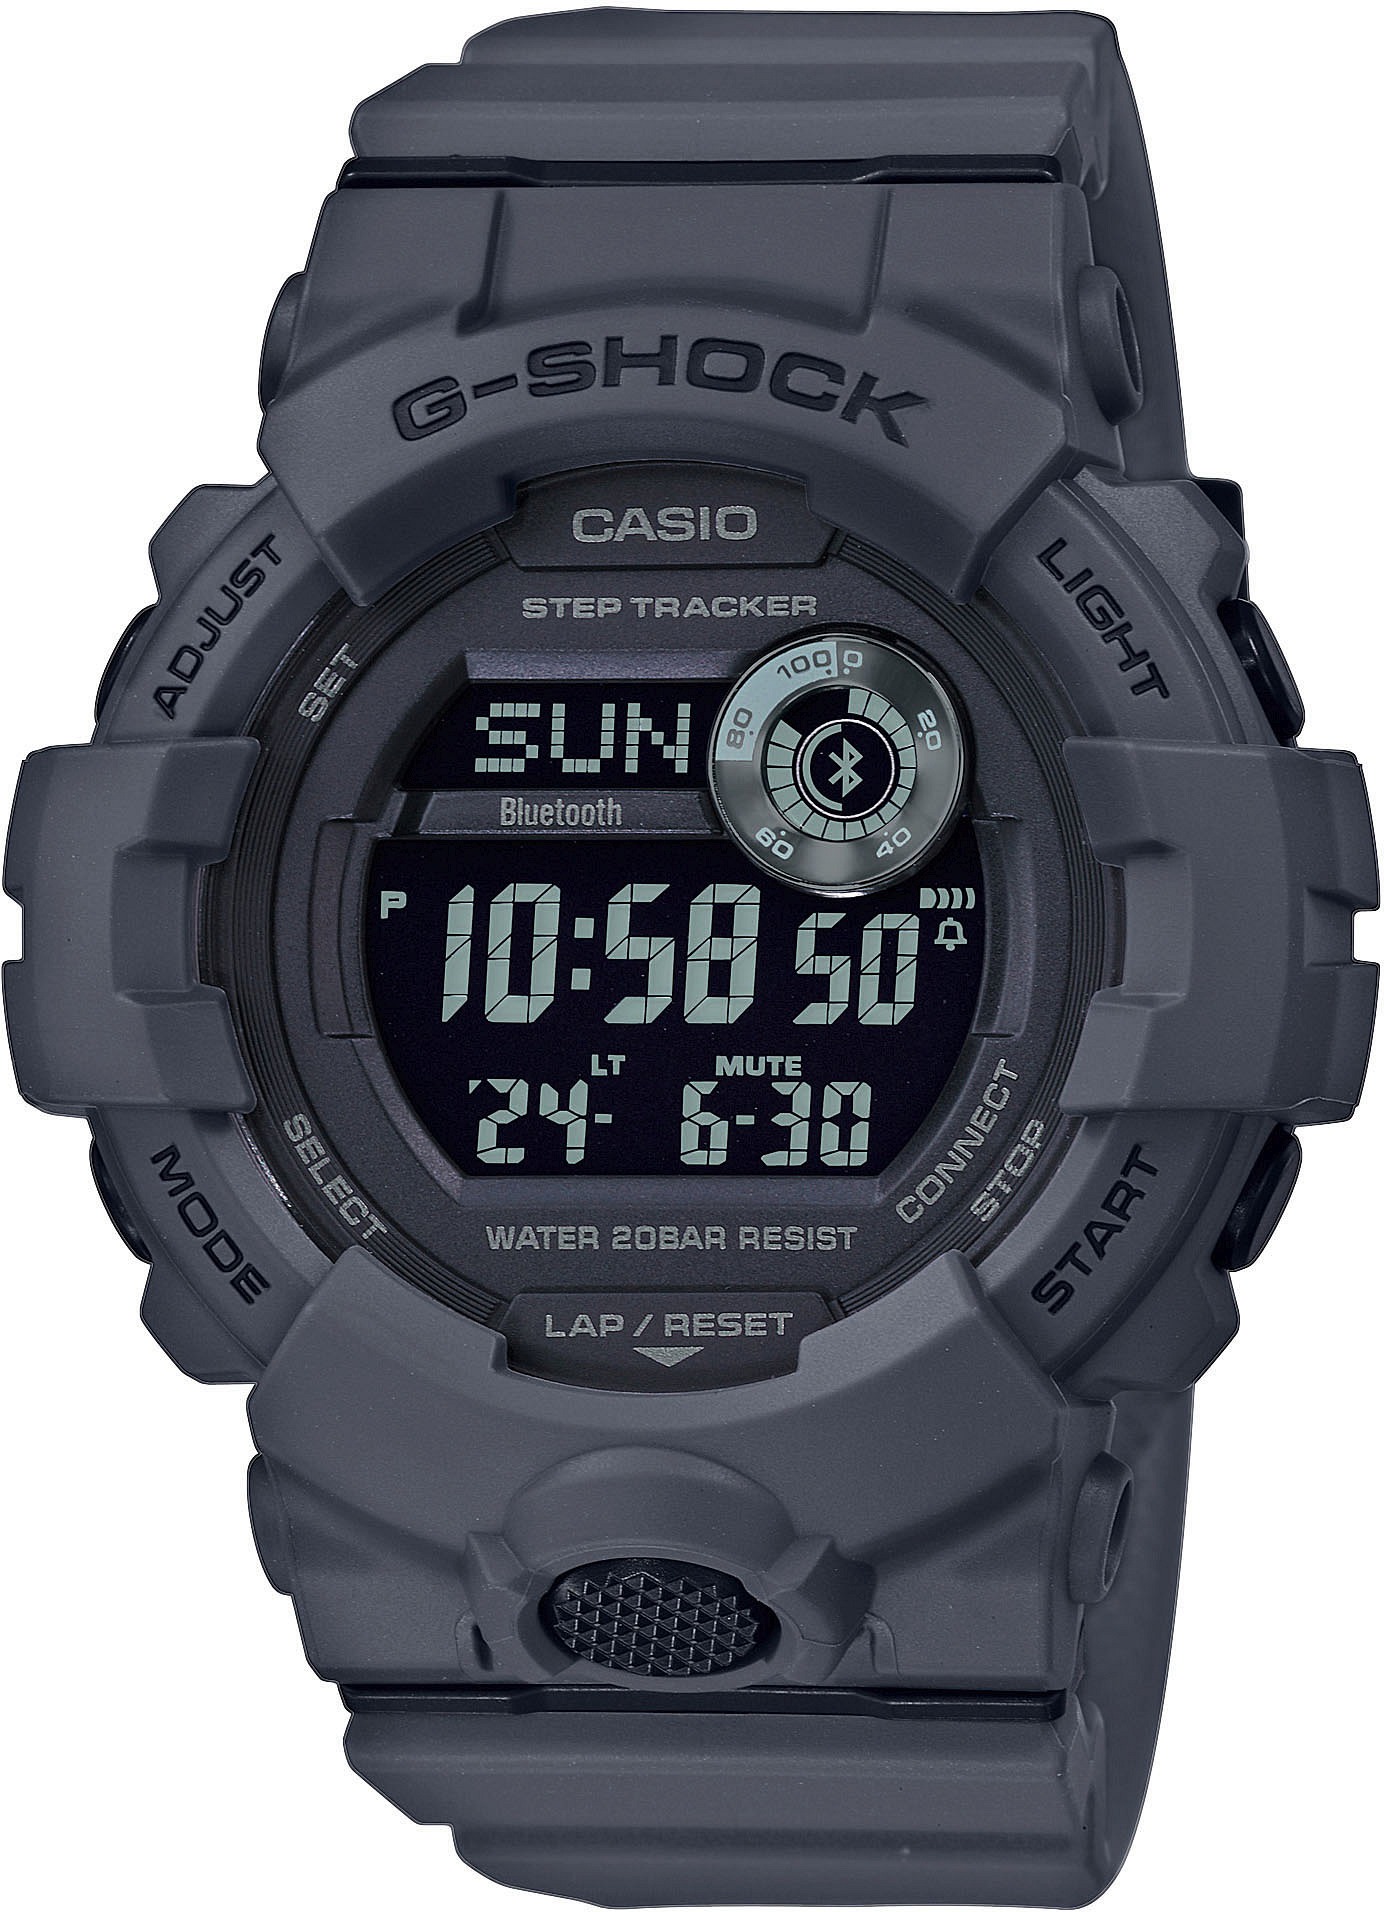 G-SHOCK
CASIO
STEP TRACKER
ADJUST
LIGHT
SET
100 0
SUN
80
20
Bluetooth
60
40
P 10:58 50
LT MUTE
24- 6-30
SELECT
CONNECT
STOP
MODE
START
WATER 20BAR RESIST
LAP / RESET